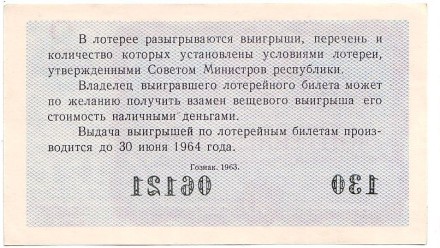 В лотерее разыгрываются выигрыши, перечень и
количество которых установлены условиями лотереи,
утвержденными Советом Министров республики.
Владелец выигравшего лотерейного билета может
по желанию получить взамен вещевого выигрыша его
стоимость наличными деньгами.
Выдача выигрышей по лотерейным билетам произ-
водится до 30 июня 1964 года.
Гознак. 1963.
130 06121